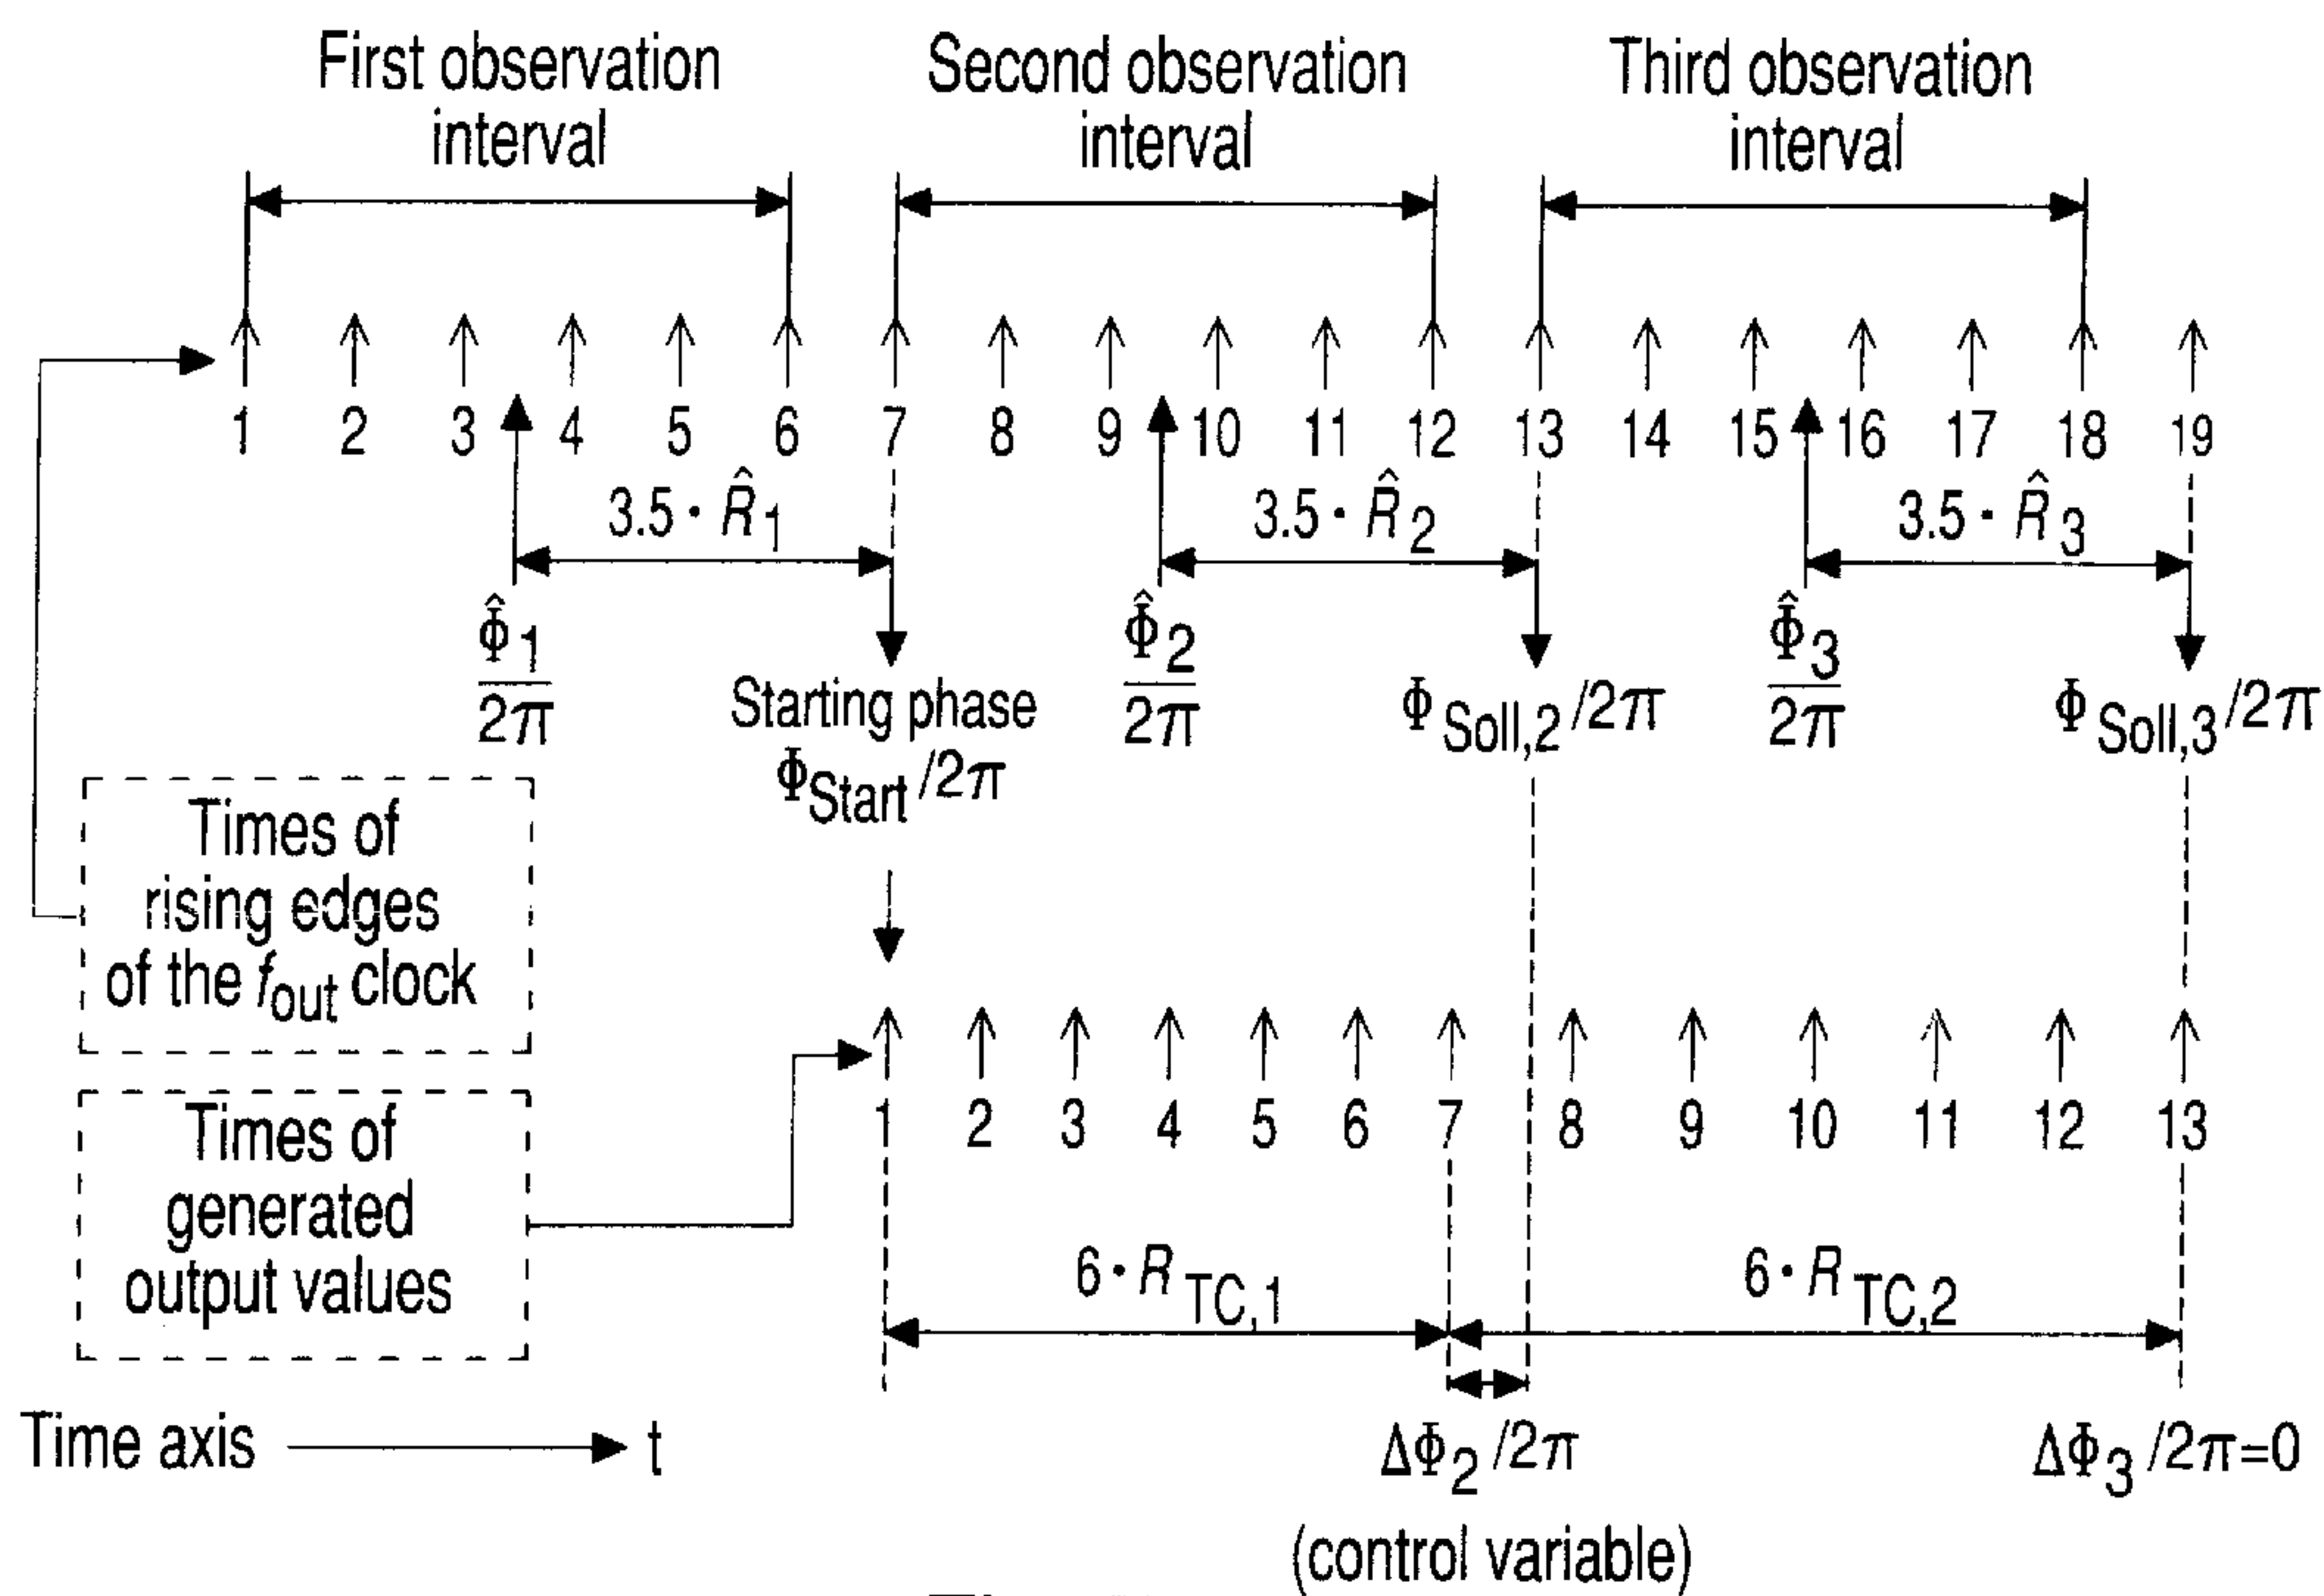 First observation
interval
Second observation
interval
Third observation
interval
1 2 3 4 5 6 7 8 9 10 11 12 13 14 15 16 17 18 19
3.5 · R̂1
3.5 · R̂2
3.5 · R̂3
Φ̂1
2π
Starting phase
ΦStart /2π
Φ̂2
2π
ΦSoll,2 /2π
Φ̂3
2π
ΦSoll,3 /2π
Times of
rising edges
of the fout clock
1 2 3 4 5 6 7 8 9 10 11 12 13
Times of
generated
output values
6 · RTC,1
6 · RTC,2
Time axis t
ΔΦ2 /2π
(control variable)
ΔΦ3 /2π=0